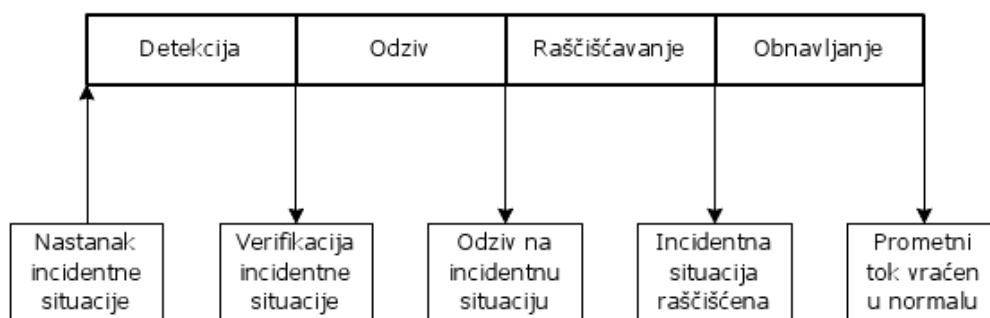 Detekcija
Odziv
Raščišćavanje
Obnavljanje
Nastanak
incidentne
situacije
Verifikacija
incidentne
situacije
Odziv na
incidentnu
situaciju
Incidentna
situacija
raščišćena
Prometni
tok vraćen
u normalu